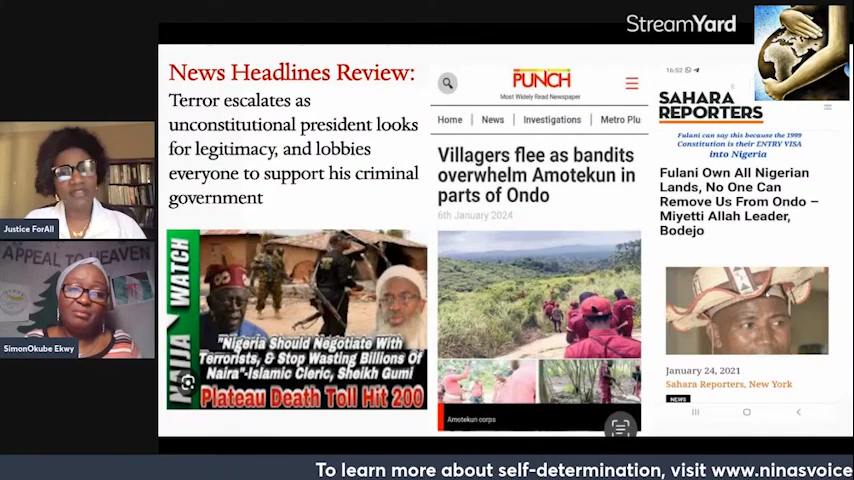 StreamYard
News Headlines Review:
Terror escalates as
unconstitutional president looks
for legitimacy, and lobbies
everyone to support his criminal
government
NAIJA WATCH
"Nigeria Should Negotiate With
Terrorists, & Stop Wasting Billions Of
Naira"-Islamic Cleric, Sheikh Gumi
Plateau Death Toll Hit 200
PUNCH
Most Widely Read Newspaper
Home News Investigations Metro Plu
Villagers flee as bandits
overwhelm Amotekun in
parts of Ondo
6th January 2024
Amotekun corps
16:52
SAHARA
REPORTERS
Fulani can say this because the 1999
Constitution is their ENTRY VISA
into Nigeria
Fulani Own All Nigerian
Lands, No One Can
Remove Us From Ondo –
Miyetti Allah Leader,
Bodejo
January 24, 2021
Sahara Reporters, New York
NEWS
Justice ForAll
APPEAL TO HEAVEN
SimonOkube Ekwy
To learn more about self-determination, visit www.ninasvoice